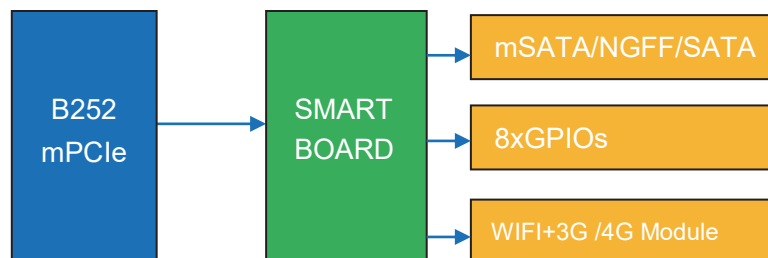 B252
mPCIe
SMART
BOARD
mSATA/NGFF/SATA
8xGPIOs
WIFI+3G /4G Module